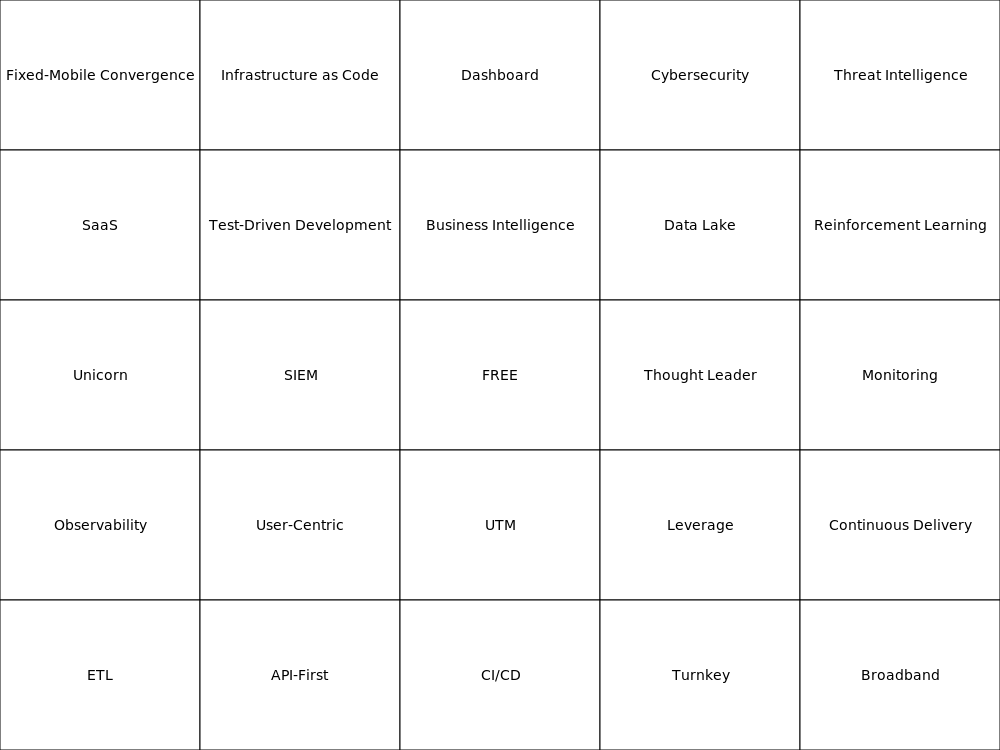 Fixed-Mobile Convergence
Infrastructure as Code
Dashboard
Cybersecurity
Threat Intelligence
SaaS
Test-Driven Development
Business Intelligence
Data Lake
Reinforcement Learning
Unicorn
SIEM
FREE
Thought Leader
Monitoring
Observability
User-Centric
UTM
Leverage
Continuous Delivery
ETL
API-First
CI/CD
Turnkey
Broadband